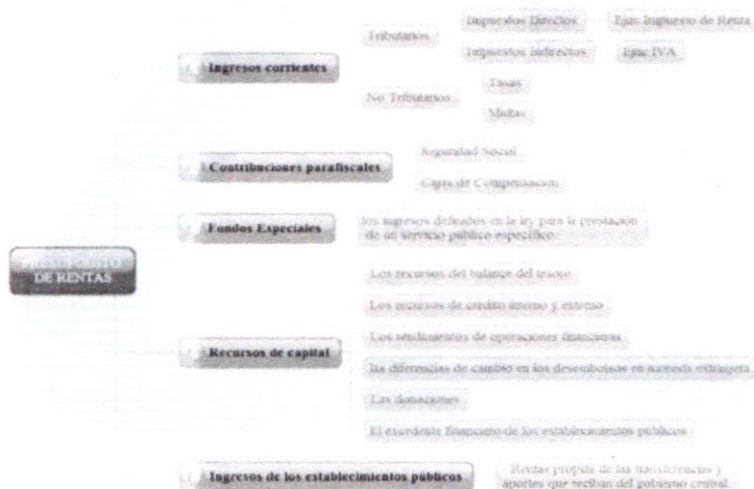 PRESUPUESTO
DE RENTAS
Ingresos corrientes
Tributarios
Impuestos Directos
Ejm: Impuesto de Renta
Impuestos Indirectos
Ejm: IVA
No Tributarios
Tasas
Multas
Contribuciones parafiscales
Seguridad Social
Cajas de Compensación
Fondos Especiales
los ingresos definidos en la ley para la prestación
de un servicio público específico
Recursos de capital
Los recursos del balance del tesoro
Los recursos de crédito interno y externo
Los rendimientos de operaciones financieras
las diferencias de cambio en los desembolsos en moneda extranjera
Las donaciones
El excedente financiero de los establecimientos públicos
Ingresos de los establecimientos públicos
Rentas propias de las transferencias y
aportes que reciban del gobierno central.